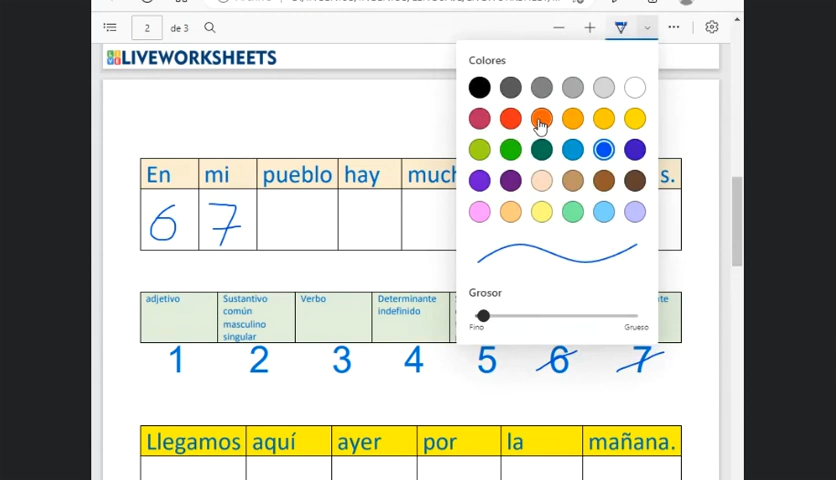 2 de 3
LIVEWORKSHEETS
Colores
En mi pueblo hay much s.
6 7
adjetivo Sustantivo común masculino singular Verbo Determinante indefinido
1 2 3 4 5 6 7
Grosor
Fino Grueso
Llegamos aquí ayer por la mañana.